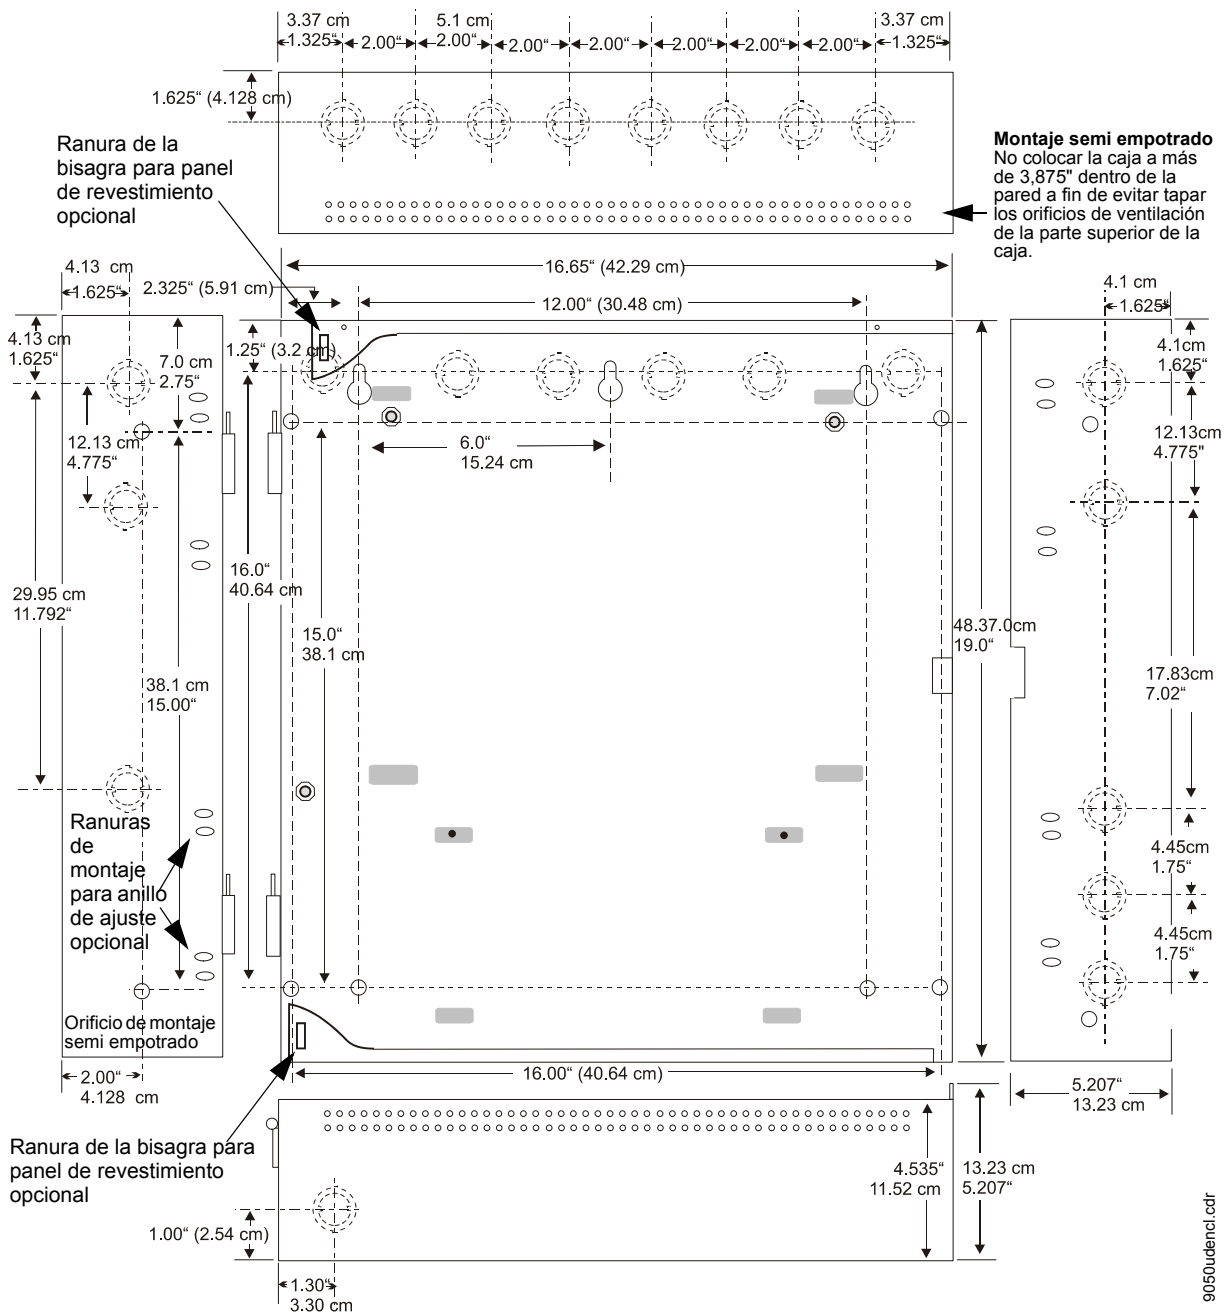 3.37 cm 5.1 cm 3.37 cm
1.325“ 2.00“ 2.00“ 2.00“ 2.00“ 2.00“ 2.00“ 2.00“ 1.325“
1.625“ (4.128 cm)
Ranura de la
bisagra para panel
de revestimiento
opcional
Montaje semi empotrado
No colocar la caja a más
de 3,875" dentro de la
pared a fin de evitar tapar
los orificios de ventilación
de la parte superior de la
caja.
16.65“ (42.29 cm)
4.13 cm
1.625“
2.325“ (5.91 cm)
12.00“ (30.48 cm)
4.1 cm
1.625“
4.13 cm
1.625“
7.0 cm
2.75“
1.25“ (3.2 c
4.1cm
1.625“
12.13 cm
4.775“
6.0“
15.24 cm
12.13cm
4.775"
29.95 cm
11.792“
16.0“
40.64 cm
15.0“
38.1 cm
48.37.0cm
19.0“
38.1 cm
15.00“
17.83cm
7.02“
Ranuras
de
montaje
para anillo
de ajuste
opcional
4.45cm
1.75“
4.45cm
1.75“
Orificio de montaje
semi empotrado
2.00“
4.128 cm
16.00“ (40.64 cm)
5.207“
13.23 cm
Ranura de la bisagra para
panel de revestimiento
opcional
4.535“
11.52 cm
13.23 cm
5.207“
1.00“ (2.54 cm)
1.30“
3.30 cm
9050udencl.cdr